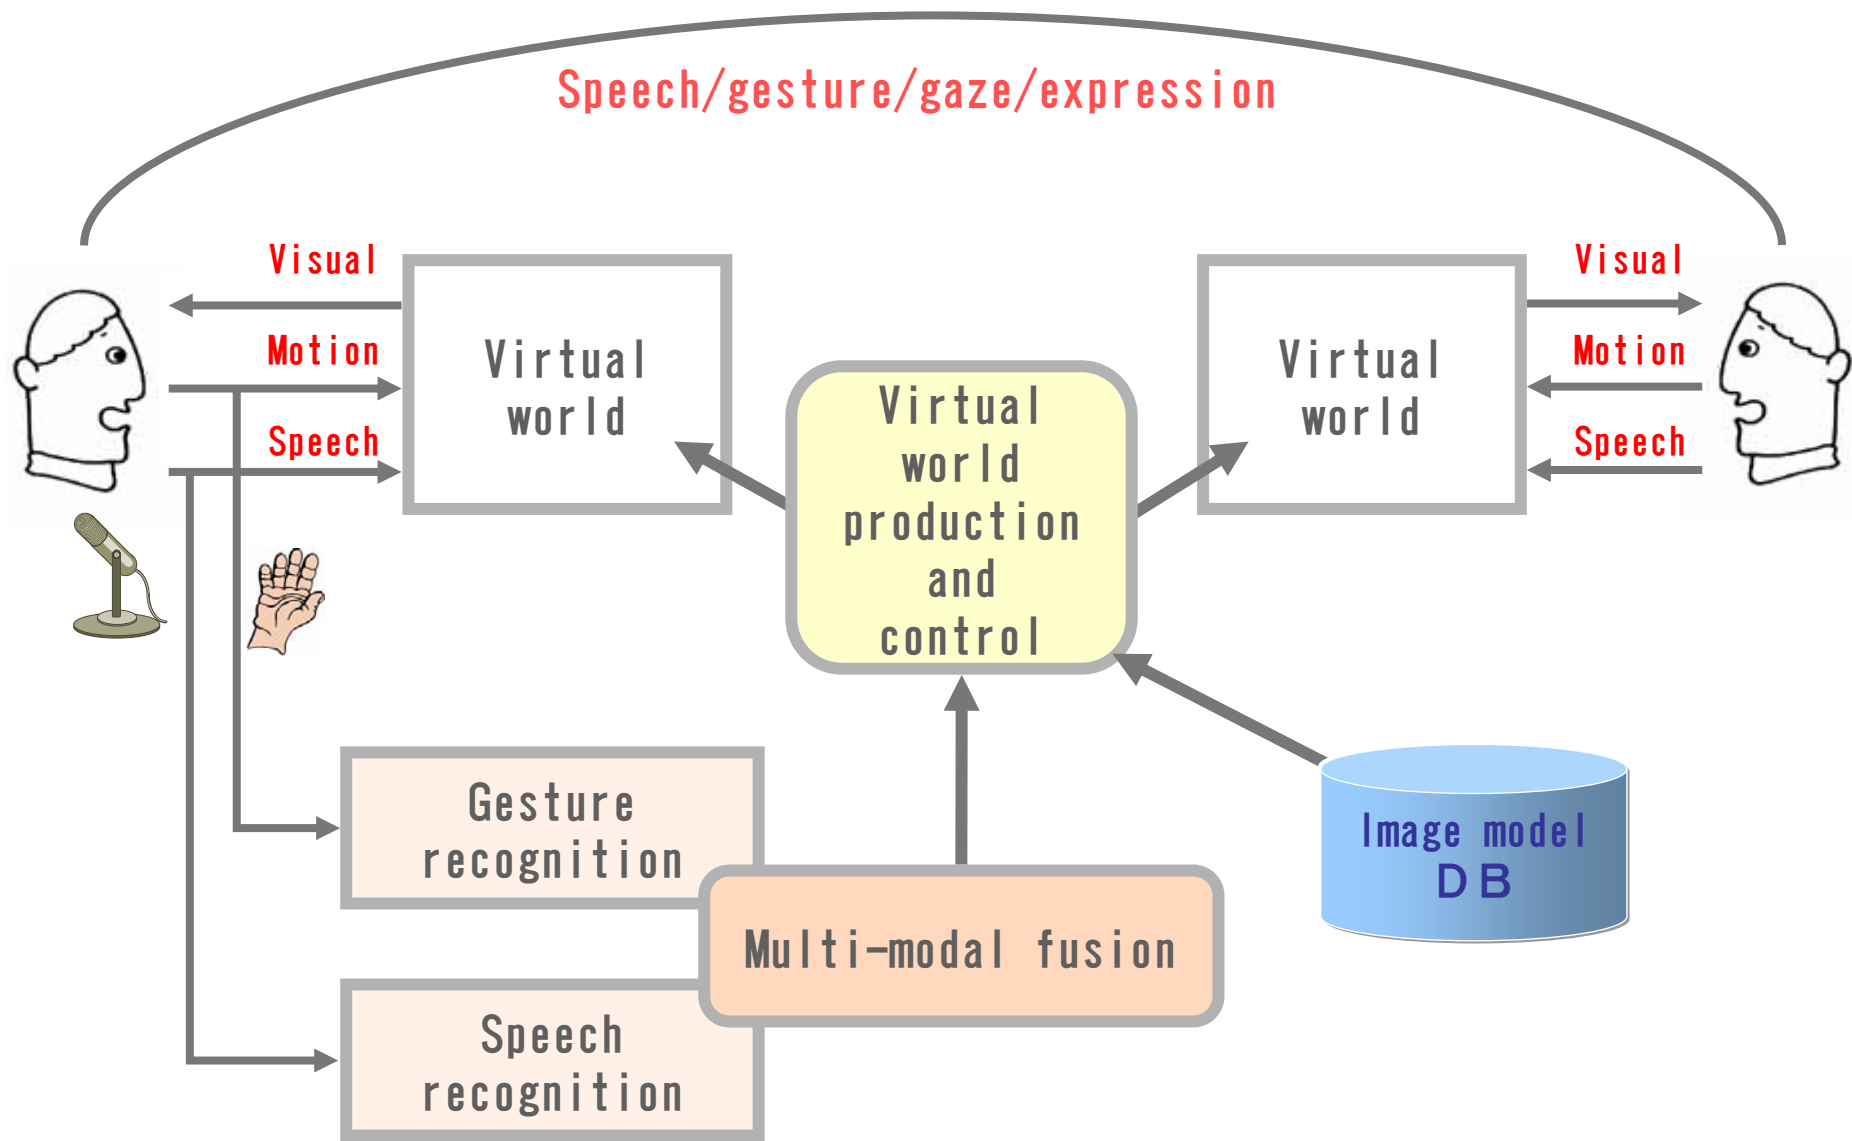 Speech/gesture/gaze/expression
Visual
Motion
Speech
Virtual
world
Virtual
world
production
and
control
Virtual
world
Visual
Motion
Speech
Gesture
recognition
Multi-modal fusion
Speech
recognition
Image model
ＤＢ